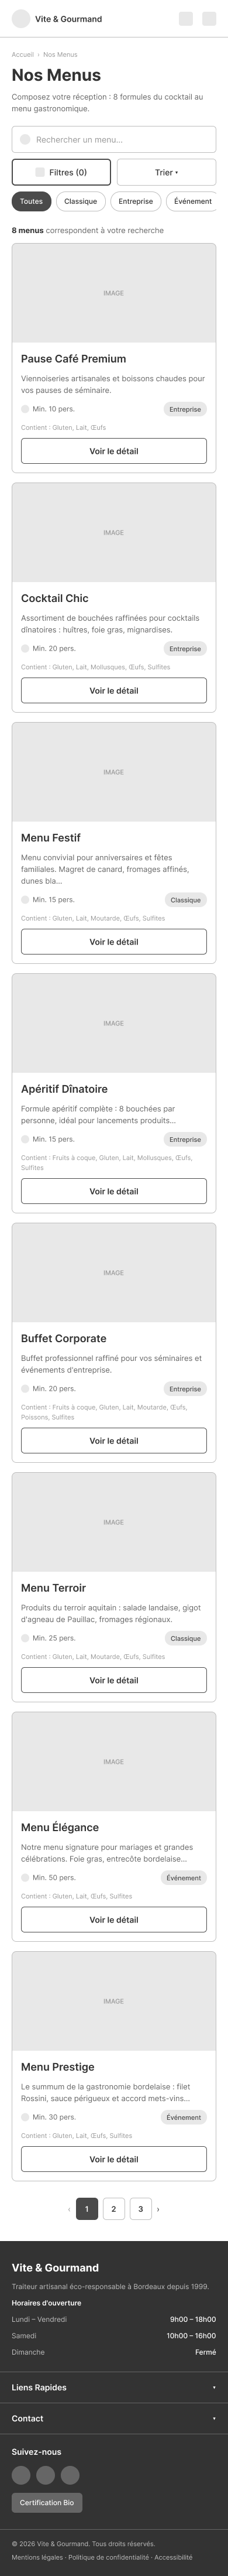 Vite & Gourmand
Accueil › Nos Menus
Nos Menus
Composez votre réception : 8 formules du cocktail au
menu gastronomique.
Rechercher un menu...
Filtres (0)
Trier ▾
Toutes
Classique
Entreprise
Événement
8 menus correspondent à votre recherche
IMAGE
Pause Café Premium
Viennoiseries artisanales et boissons chaudes pour
vos pauses de séminaire.
Min. 10 pers.
Entreprise
Contient : Gluten, Lait, Œufs
Voir le détail
IMAGE
Cocktail Chic
Assortiment de bouchées raffinées pour cocktails
dînatoires : huîtres, foie gras, mignardises.
Min. 20 pers.
Entreprise
Contient : Gluten, Lait, Mollusques, Œufs, Sulfites
Voir le détail
IMAGE
Menu Festif
Menu convivial pour anniversaires et fêtes
familiales. Magret de canard, fromages affinés,
dunes bla...
Min. 15 pers.
Classique
Contient : Gluten, Lait, Moutarde, Œufs, Sulfites
Voir le détail
IMAGE
Apéritif Dînatoire
Formule apéritif complète : 8 bouchées par
personne, idéal pour lancements produits...
Min. 15 pers.
Entreprise
Contient : Fruits à coque, Gluten, Lait, Mollusques, Œufs,
Sulfites
Voir le détail
IMAGE
Buffet Corporate
Buffet professionnel raffiné pour vos séminaires et
événements d'entreprise.
Min. 20 pers.
Entreprise
Contient : Fruits à coque, Gluten, Lait, Moutarde, Œufs,
Poissons, Sulfites
Voir le détail
IMAGE
Menu Terroir
Produits du terroir aquitain : salade landaise, gigot
d'agneau de Pauillac, fromages régionaux.
Min. 25 pers.
Classique
Contient : Gluten, Lait, Moutarde, Œufs, Sulfites
Voir le détail
IMAGE
Menu Élégance
Notre menu signature pour mariages et grandes
célébrations. Foie gras, entrecôte bordelaise...
Min. 50 pers.
Événement
Contient : Gluten, Lait, Œufs, Sulfites
Voir le détail
IMAGE
Menu Prestige
Le summum de la gastronomie bordelaise : filet
Rossini, sauce périgueux et accord mets-vins...
Min. 30 pers.
Événement
Contient : Gluten, Lait, Œufs, Sulfites
Voir le détail
‹ 1 2 3 ›
Vite & Gourmand
Traiteur artisanal éco-responsable à Bordeaux depuis 1999.
Horaires d'ouverture
Lundi – Vendredi 9h00 – 18h00
Samedi 10h00 – 16h00
Dimanche Fermé
Liens Rapides ▾
Contact ▾
Suivez-nous
Certification Bio
© 2026 Vite & Gourmand. Tous droits réservés.
Mentions légales · Politique de confidentialité · Accessibilité